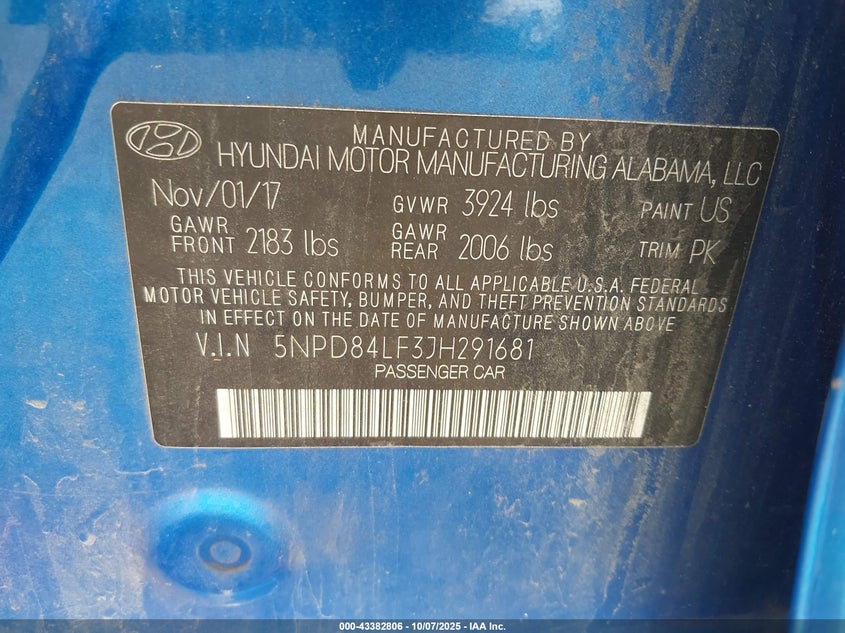 MANUFACTURED BY
HYUNDAI MOTOR MANUFACTURING ALABAMA, LLC
Nov/01/17 GVWR 3924 lbs PAINT US
GAWR FRONT 2183 lbs GAWR REAR 2006 lbs TRIM PK
THIS VEHICLE CONFORMS TO ALL APPLICABLE U.S.A. FEDERAL
MOTOR VEHICLE SAFETY, BUMPER, AND THEFT PREVENTION STANDARDS
IN EFFECT ON THE DATE OF MANUFACTURE SHOWN ABOVE
V.I.N 5NPD84LF3JH291681
PASSENGER CAR
000-43382806 - 10/07/2025 - IAA Inc.